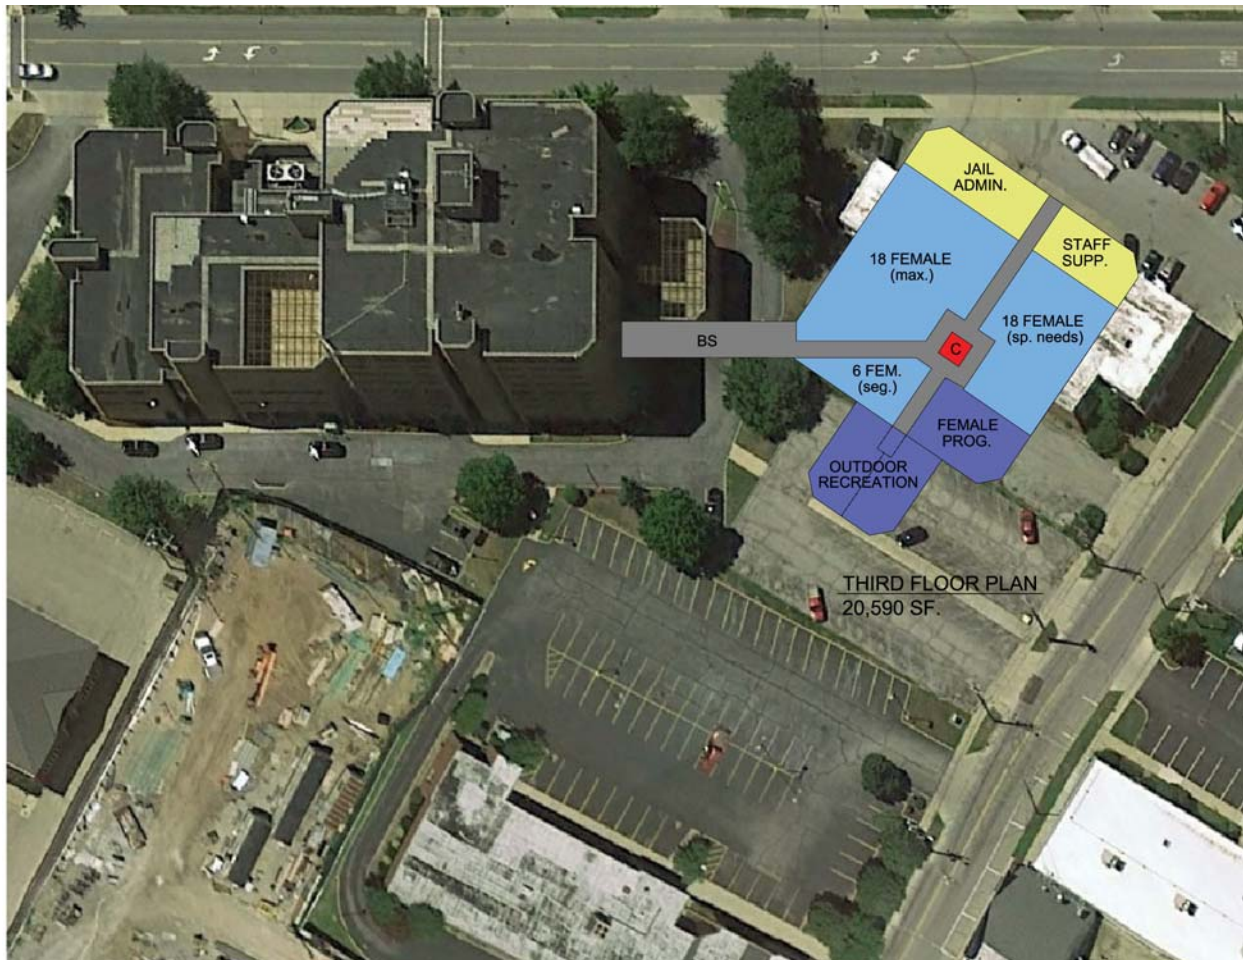 JAIL
ADMIN.
STAFF
SUPP.
18 FEMALE
(max.)
18 FEMALE
(sp. needs)
BS
C
6 FEM.
(seg.)
FEMALE
PROG.
OUTDOOR
RECREATION
THIRD FLOOR PLAN
20,590 SF.